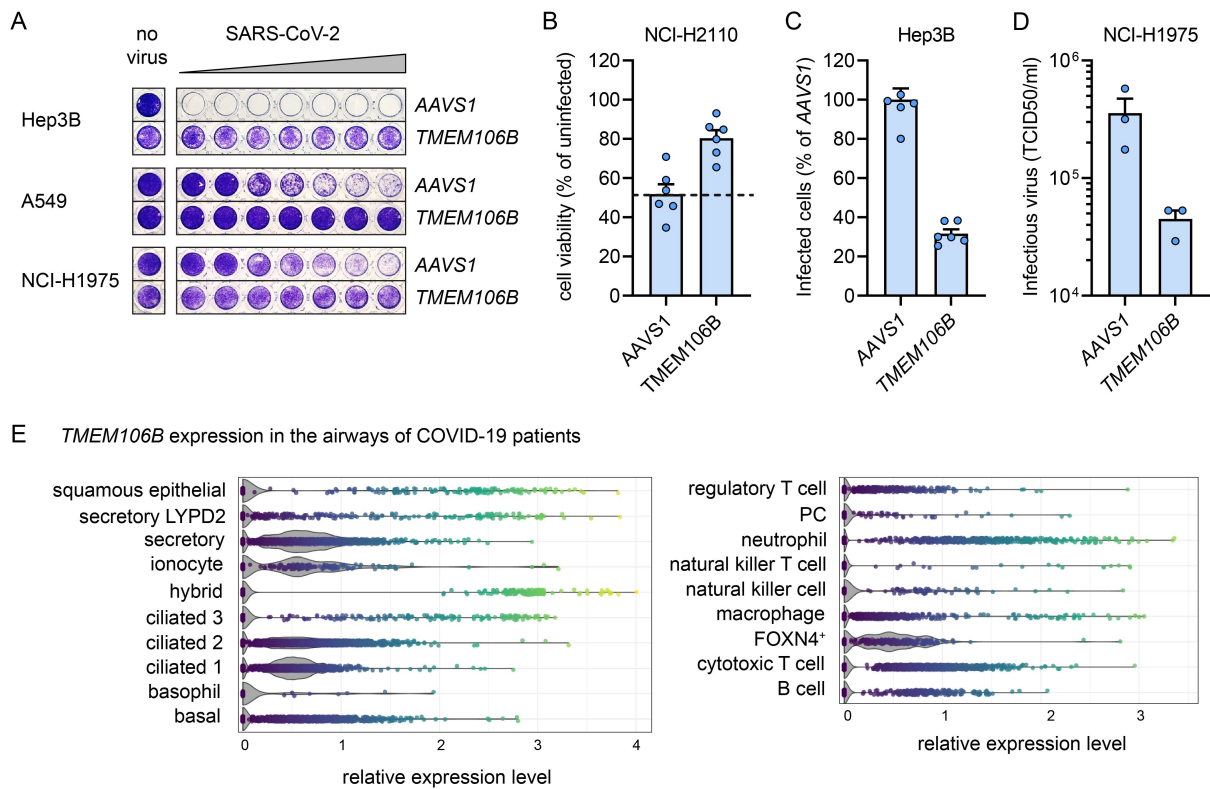 A
no
virus
SARS-CoV-2
Hep3B
AAVS1
TMEM106B
A549
AAVS1
TMEM106B
NCI-H1975
AAVS1
TMEM106B
B
NCI-H2110
cell viability (% of uninfected)
120
100
80
60
40
20
0
AAVS1
TMEM106B
C
Hep3B
Infected cells (% of AAVS1)
120
100
80
60
40
20
0
AAVS1
TMEM106B
D
NCI-H1975
Infectious virus (TCID50/ml)
10⁶
10⁵
10⁴
AAVS1
TMEM106B
E
TMEM106B expression in the airways of COVID-19 patients
squamous epithelial
secretory LYPD2
secretory
ionocyte
hybrid
ciliated 3
ciliated 2
ciliated 1
basophil
basal
0 1 2 3 4
relative expression level
regulatory T cell
PC
neutrophil
natural killer T cell
natural killer cell
macrophage
FOXN4⁺
cytotoxic T cell
B cell
0 1 2 3
relative expression level